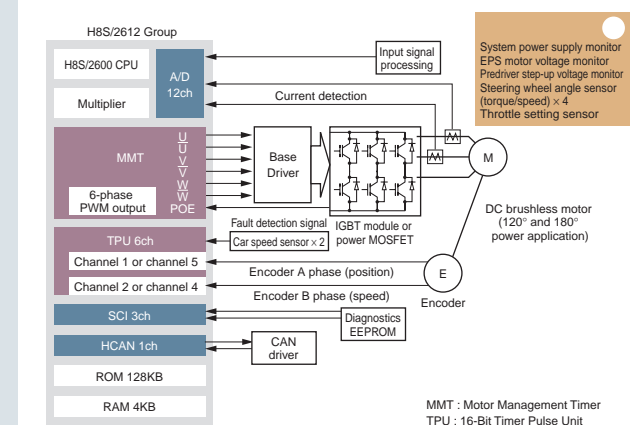 H8S/2612 Group
H8S/2600 CPU
Multiplier
A/D
12ch
Input signal
processing
Current detection
System power supply monitor
EPS motor voltage monitor
Predriver step-up voltage monitor
Steering wheel angle sensor
(torque/speed) × 4
Throttle setting sensor
MMT
U
U
V
V
W
W
POE
6-phase
PWM output
Base
Driver
IGBT module or
power MOSFET
M
DC brushless motor
(120° and 180°
power application)
Fault detection signal
Car speed sensor × 2
TPU 6ch
Channel 1 or channel 5
Channel 2 or channel 4
Encoder A phase (position)
Encoder B phase (speed)
E
Encoder
SCI 3ch
Diagnostics
EEPROM
HCAN 1ch
CAN
driver
ROM 128KB
RAM 4KB
MMT : Motor Management Timer
TPU : 16-Bit Timer Pulse Unit